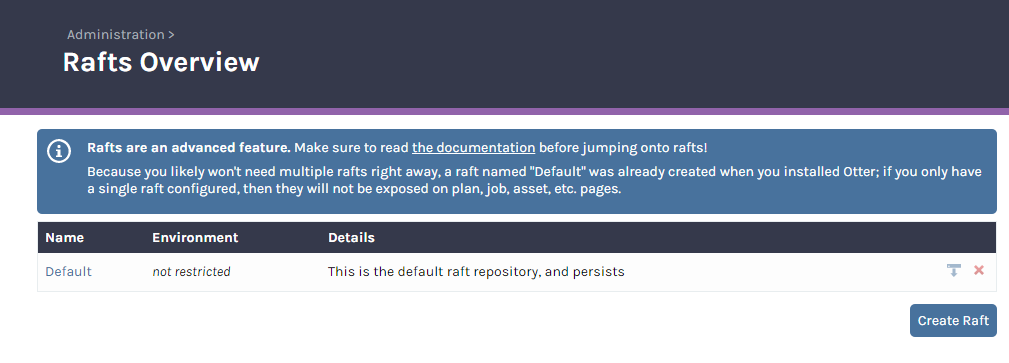 Administration >
Rafts Overview
Rafts are an advanced feature. Make sure to read the documentation before jumping onto rafts!
Because you likely won't need multiple rafts right away, a raft named "Default" was already created when you installed Otter; if you only have
a single raft configured, then they will not be exposed on plan, job, asset, etc. pages.
Name Environment Details
Default not restricted This is the default raft repository, and persists
Create Raft